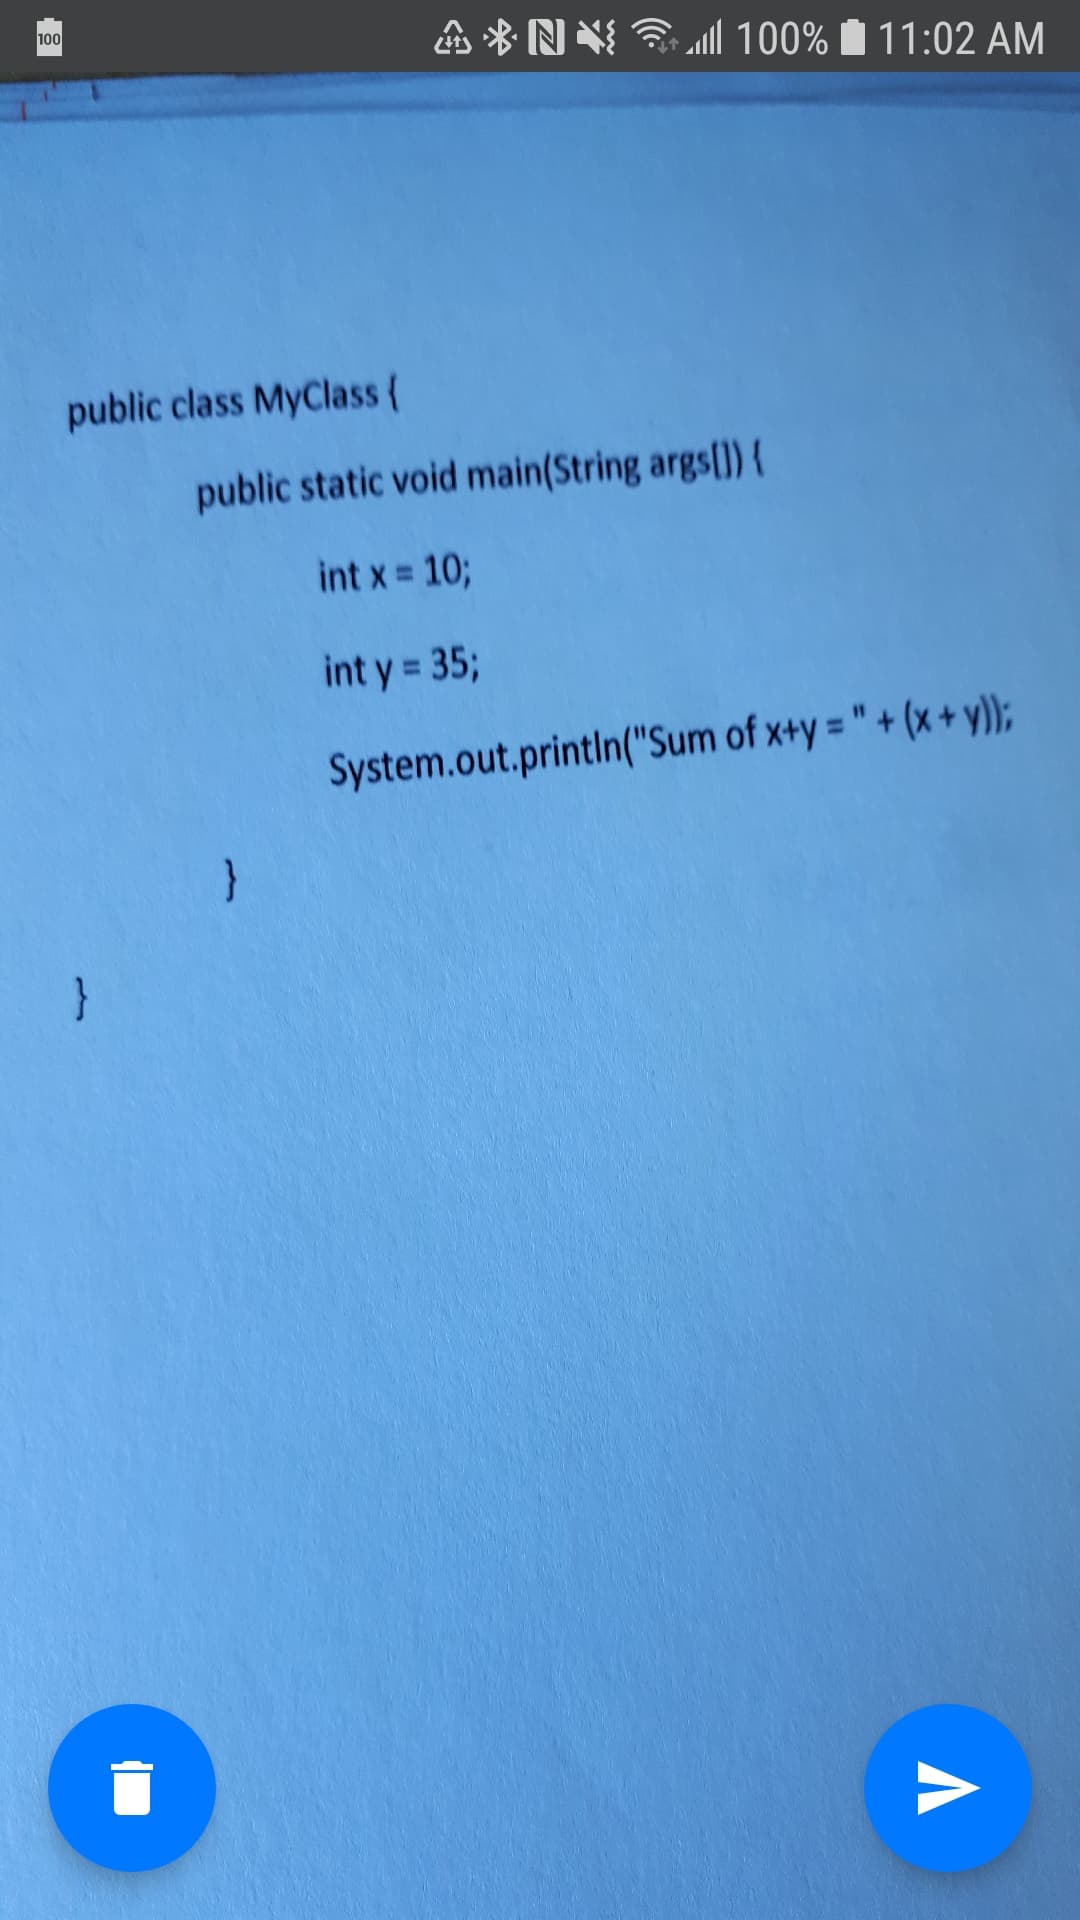 100
100% 11:02 AM
public class MyClass {
public static void main(String args[]) {
int x = 10;
int y = 35;
System.out.println("Sum of x+y = " + (x + y));
}
}